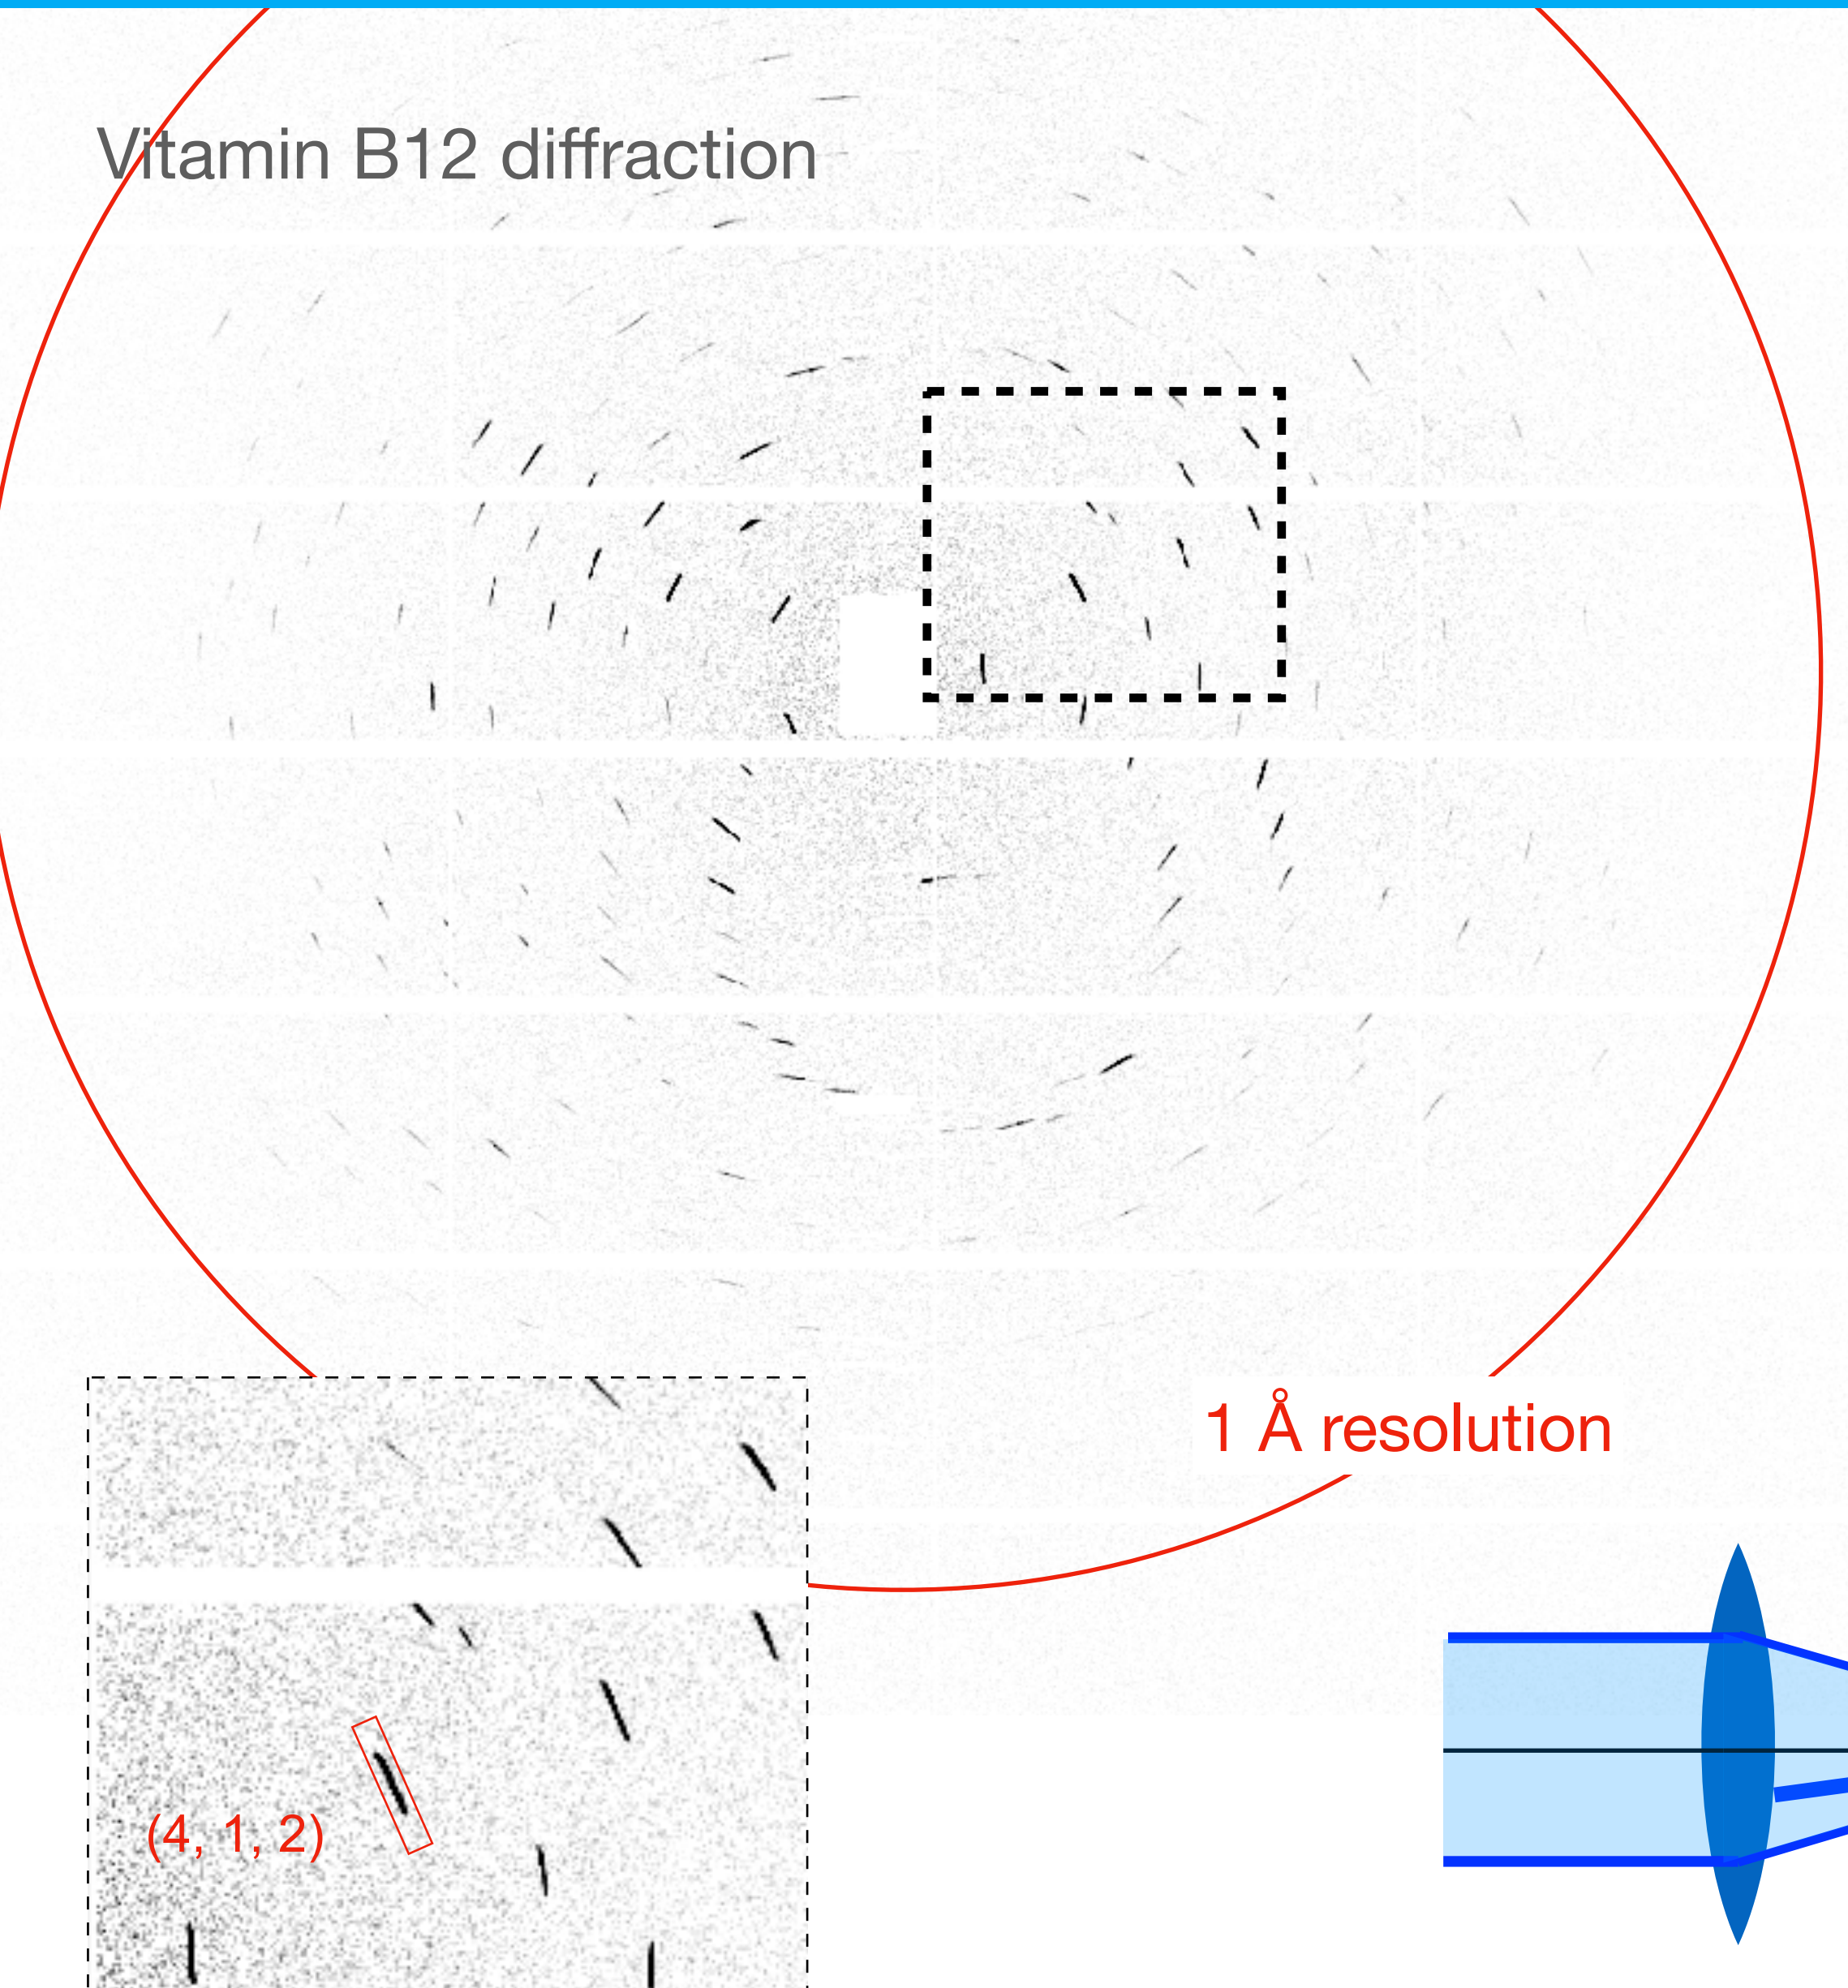 Vitamin B12 diffraction
1 Å resolution
(4, 1, 2)